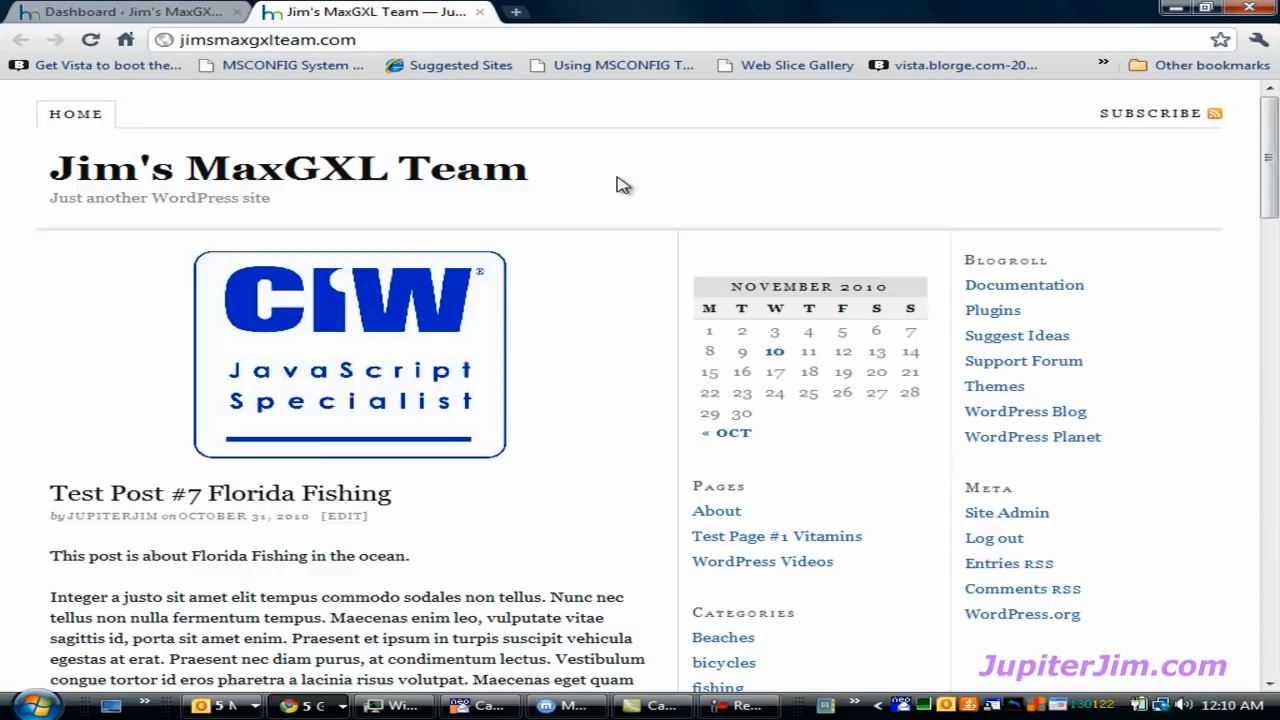 Dashboard ‹ Jim's MaxGX...
Jim's MaxGXL Team — Ju...
jimsmaxgxlteam.com
Get Vista to boot the...
MSCONFIG System ...
Suggested Sites
Using MSCONFIG T...
Web Slice Gallery
vista.blorge.com-20...
Other bookmarks
HOME
SUBSCRIBE
Jim's MaxGXL Team
Just another WordPress site
CIW®
JavaScript
Specialist
Test Post #7 Florida Fishing
by JUPITERJIM on OCTOBER 31, 2010 [EDIT]
This post is about Florida Fishing in the ocean.
Integer a justo sit amet elit tempus commodo sodales non tellus. Nunc nec
tellus non nulla fermentum tempus. Maecenas enim leo, vulputate vitae
sagittis id, porta sit amet enim. Praesent et ipsum in turpis suscipit vehicula
egestas at erat. Praesent nec diam purus, at condimentum lectus. Vestibulum
congue tortor id eros pharetra a lacinia risus volutpat. Maecenas eget quam
NOVEMBER 2010
M T W T F S S
1 2 3 4 5 6 7
8 9 10 11 12 13 14
15 16 17 18 19 20 21
22 23 24 25 26 27 28
29 30
« OCT
Pages
About
Test Page #1 Vitamins
WordPress Videos
Categories
Beaches
bicycles
fishing
Blogroll
Documentation
Plugins
Suggest Ideas
Support Forum
Themes
WordPress Blog
WordPress Planet
Meta
Site Admin
Log out
Entries RSS
Comments RSS
WordPress.org
JupiterJim.com
5 M
5 G
Wi...
Ca...
M...
Ca...
Re...
130122
12:10 AM